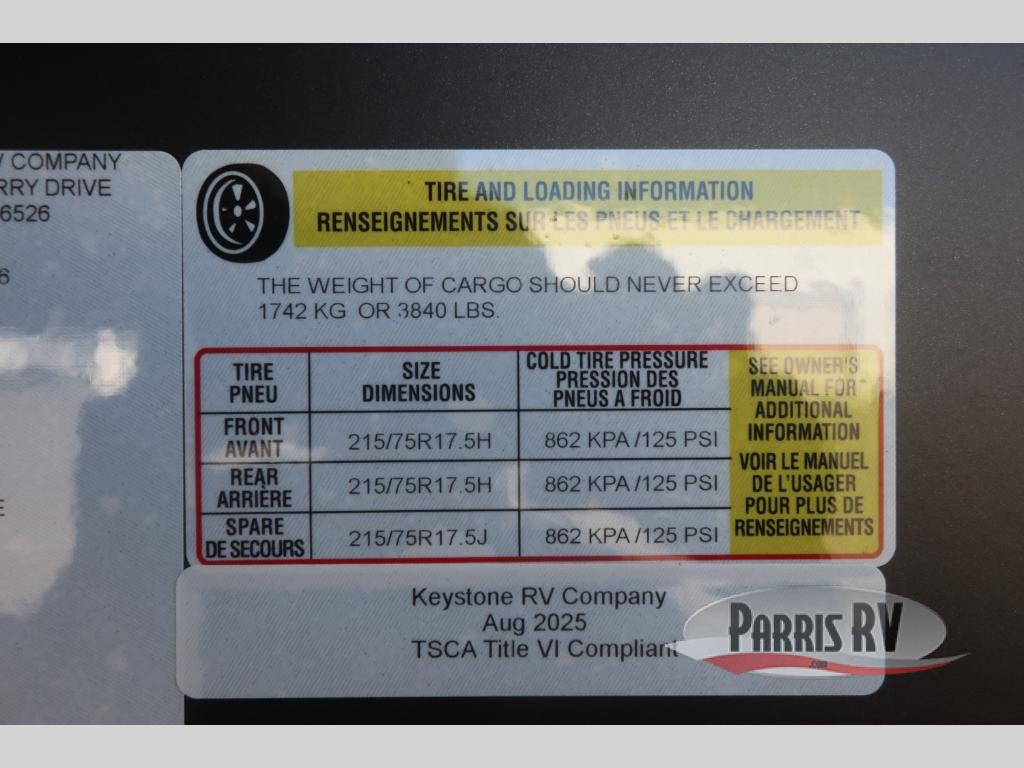 V COMPANY
RRY DRIVE
6526
6
E
TIRE AND LOADING INFORMATION
RENSEIGNEMENTS SUR LES PNEUS ET LE CHARGEMENT
THE WEIGHT OF CARGO SHOULD NEVER EXCEED
1742 KG OR 3840 LBS.
TIRE
PNEU
SIZE
DIMENSIONS
COLD TIRE PRESSURE
PRESSION DES
PNEUS A FROID
FRONT
AVANT
215/75R17.5H
862 KPA /125 PSI
REAR
ARRIÈRE
215/75R17.5H
862 KPA /125 PSI
SPARE
DE SECOURS
215/75R17.5J
862 KPA /125 PSI
SEE OWNER'S
MANUAL FOR
ADDITIONAL
INFORMATION
VOIR LE MANUEL
DE L'USAGER
POUR PLUS DE
RENSEIGNEMENTS
Keystone RV Company
Aug 2025
TSCA Title VI Compliant
PARRIS RV
.com